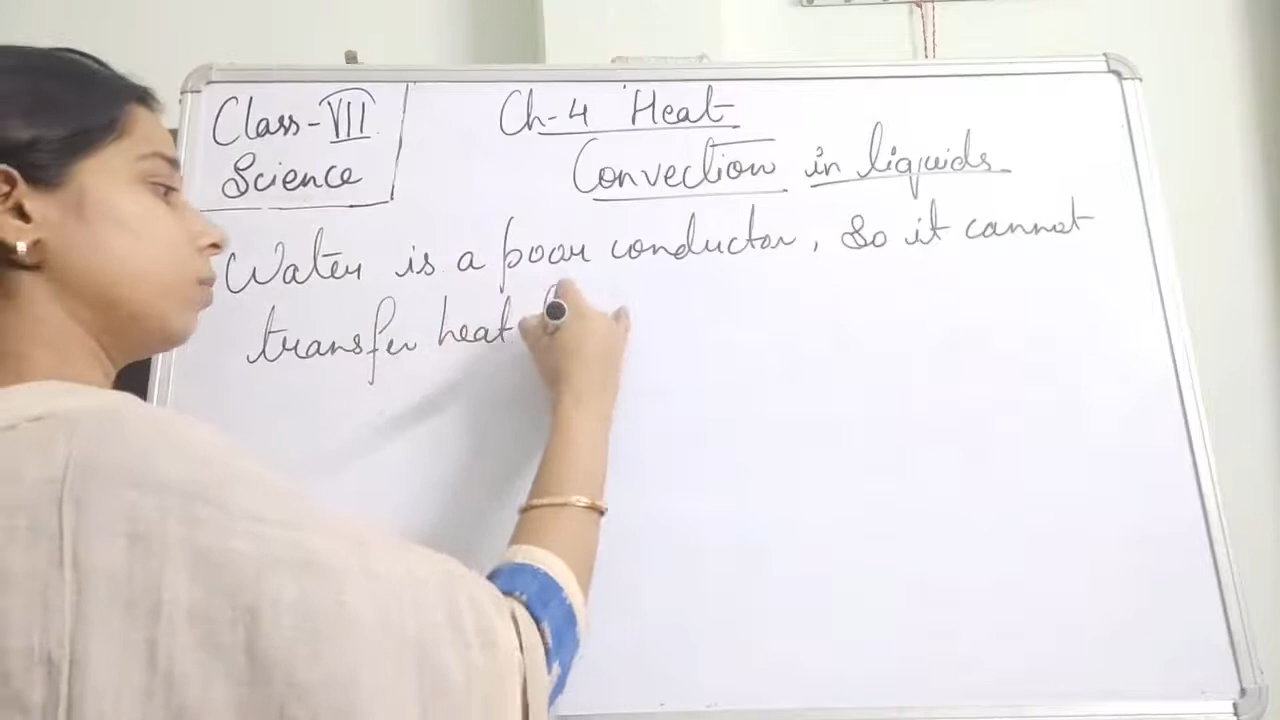 Class-VII
Science
Ch-4 Heat
Convection in liquids
Water is a poor conductor, So it cannot
transfer heat